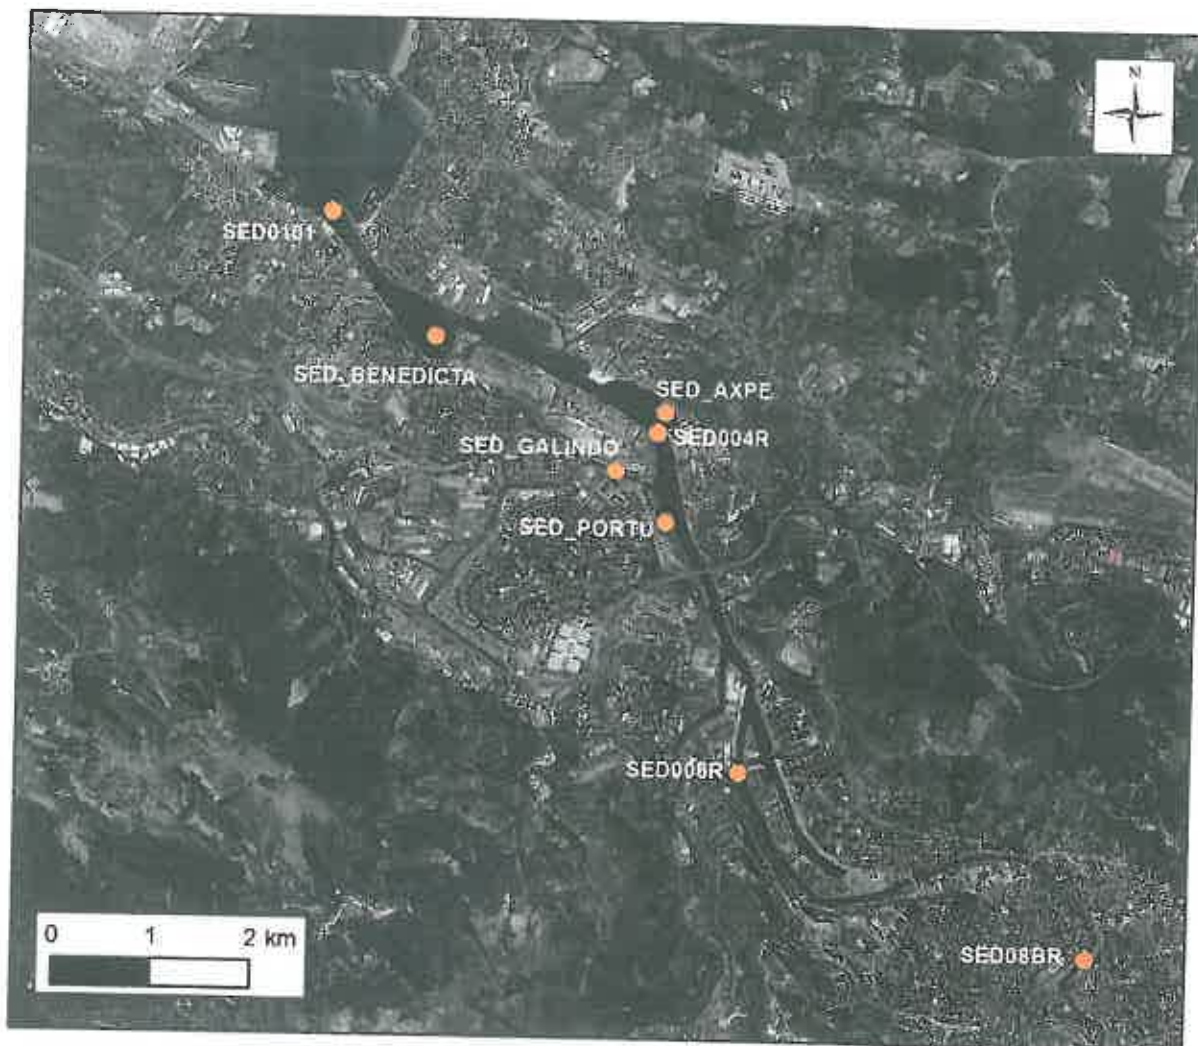 N
SED0101
SED_BENEDICTA
SED_AXPE
SED004R
SED_GALINDO
SED_PORTU
SED006R
0 1 2 km
SED08BR